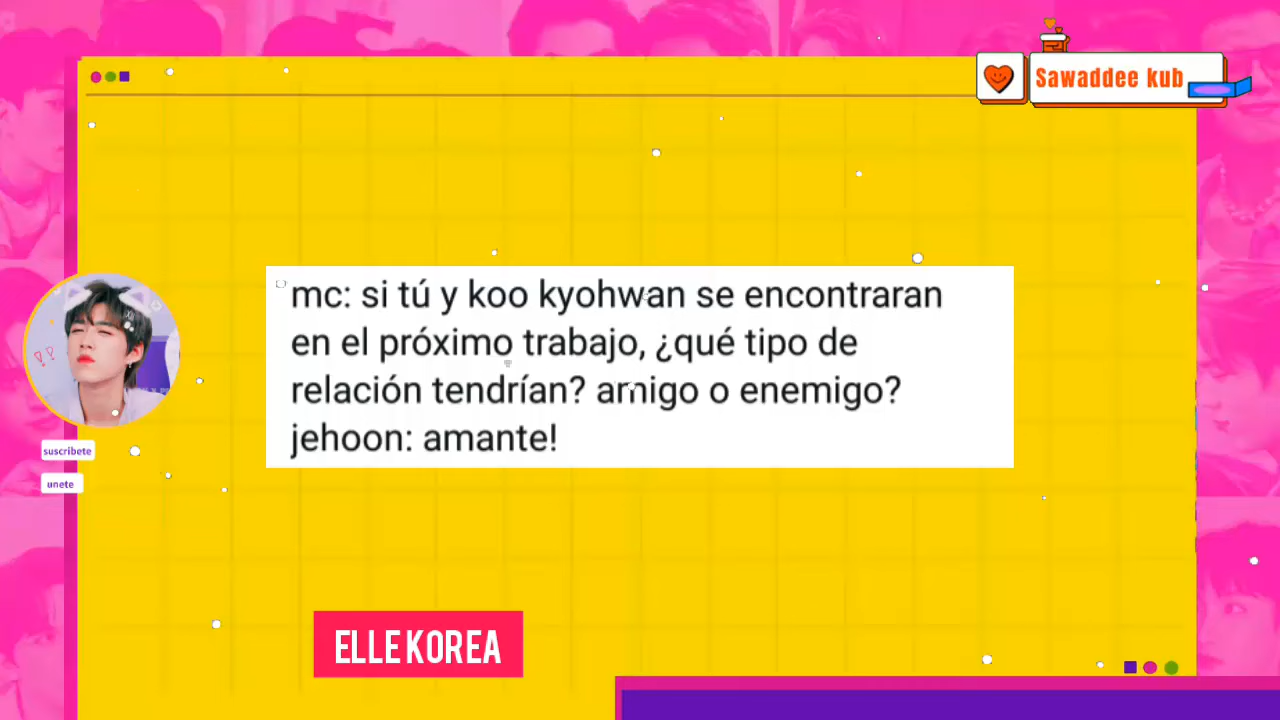 Sawaddee kub
mc: si tú y koo kyohwan se encontraran
en el próximo trabajo, ¿qué tipo de
relación tendrían? amigo o enemigo?
jehoon: amante!
suscribete
unete
ELLE KOREA